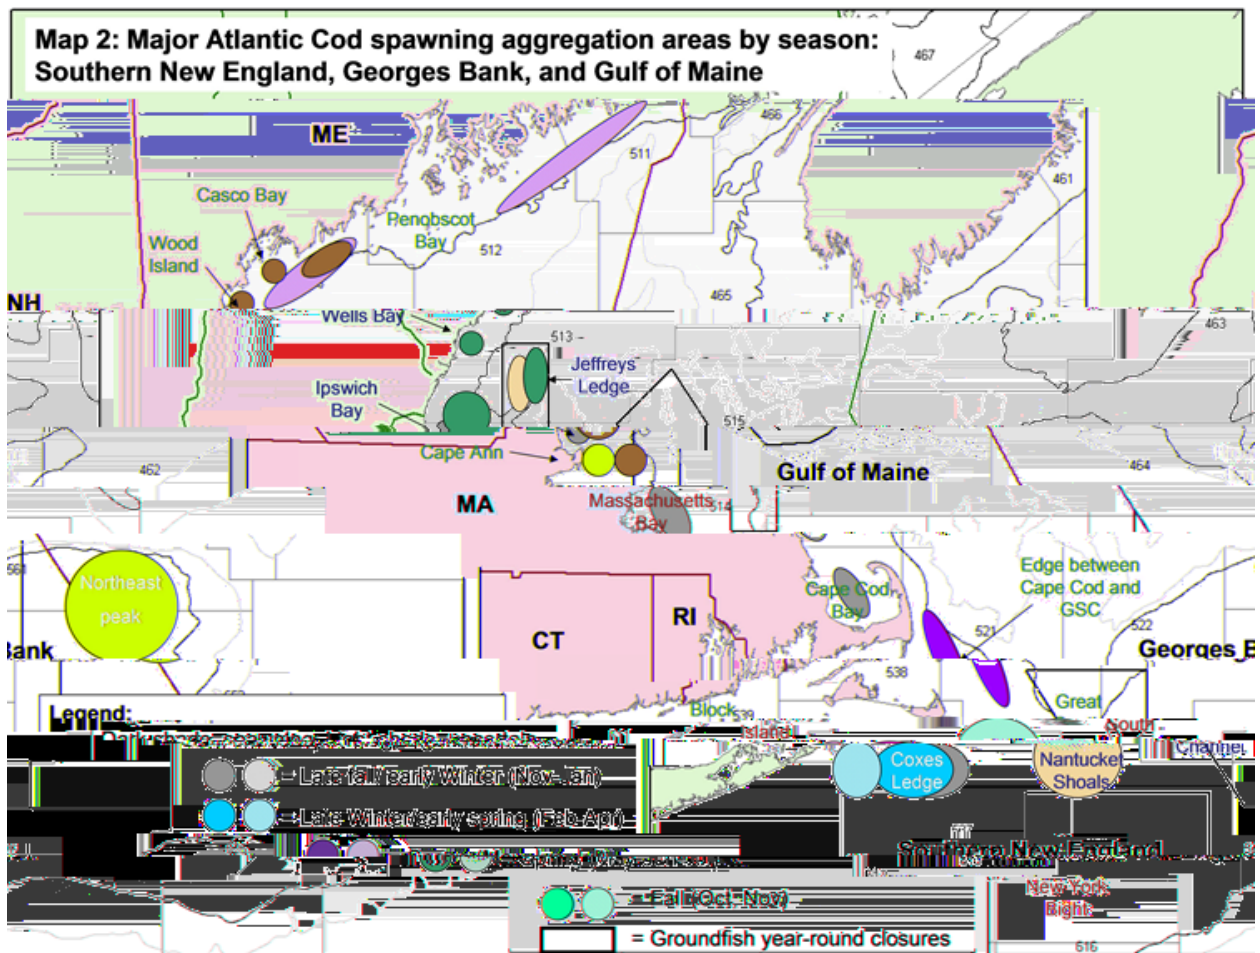 Map 2: Major Atlantic Cod spawning aggregation areas by season:
Southern New England, Georges Bank, and Gulf of Maine
467
466
ME
511
461
Casco Bay
Penobscot
Bay
Wood
Island
512
465
NH
Wells Bay
513
463
Jeffreys
Ledge
Ipswich
Bay
515
Cape Ann
462
Gulf of Maine
464
MA
Massachusetts
Bay
514
561
Northeast
peak
Edge between
Cape Cod and
GSC
Cape Cod
Bay
RI
CT
521
522
Bank
Georges B
538
Great
Legend:
Block
539
South
Island
Channel
= Late fall/early Winter (Nov-Jan)
Coxes
Ledge
Nantucket
Shoals
= Late Winter/early spring (Feb-Apr)
Southern New England
= Fall (Oct, Nov)
New York
Bight
= Groundfish year-round closures
616